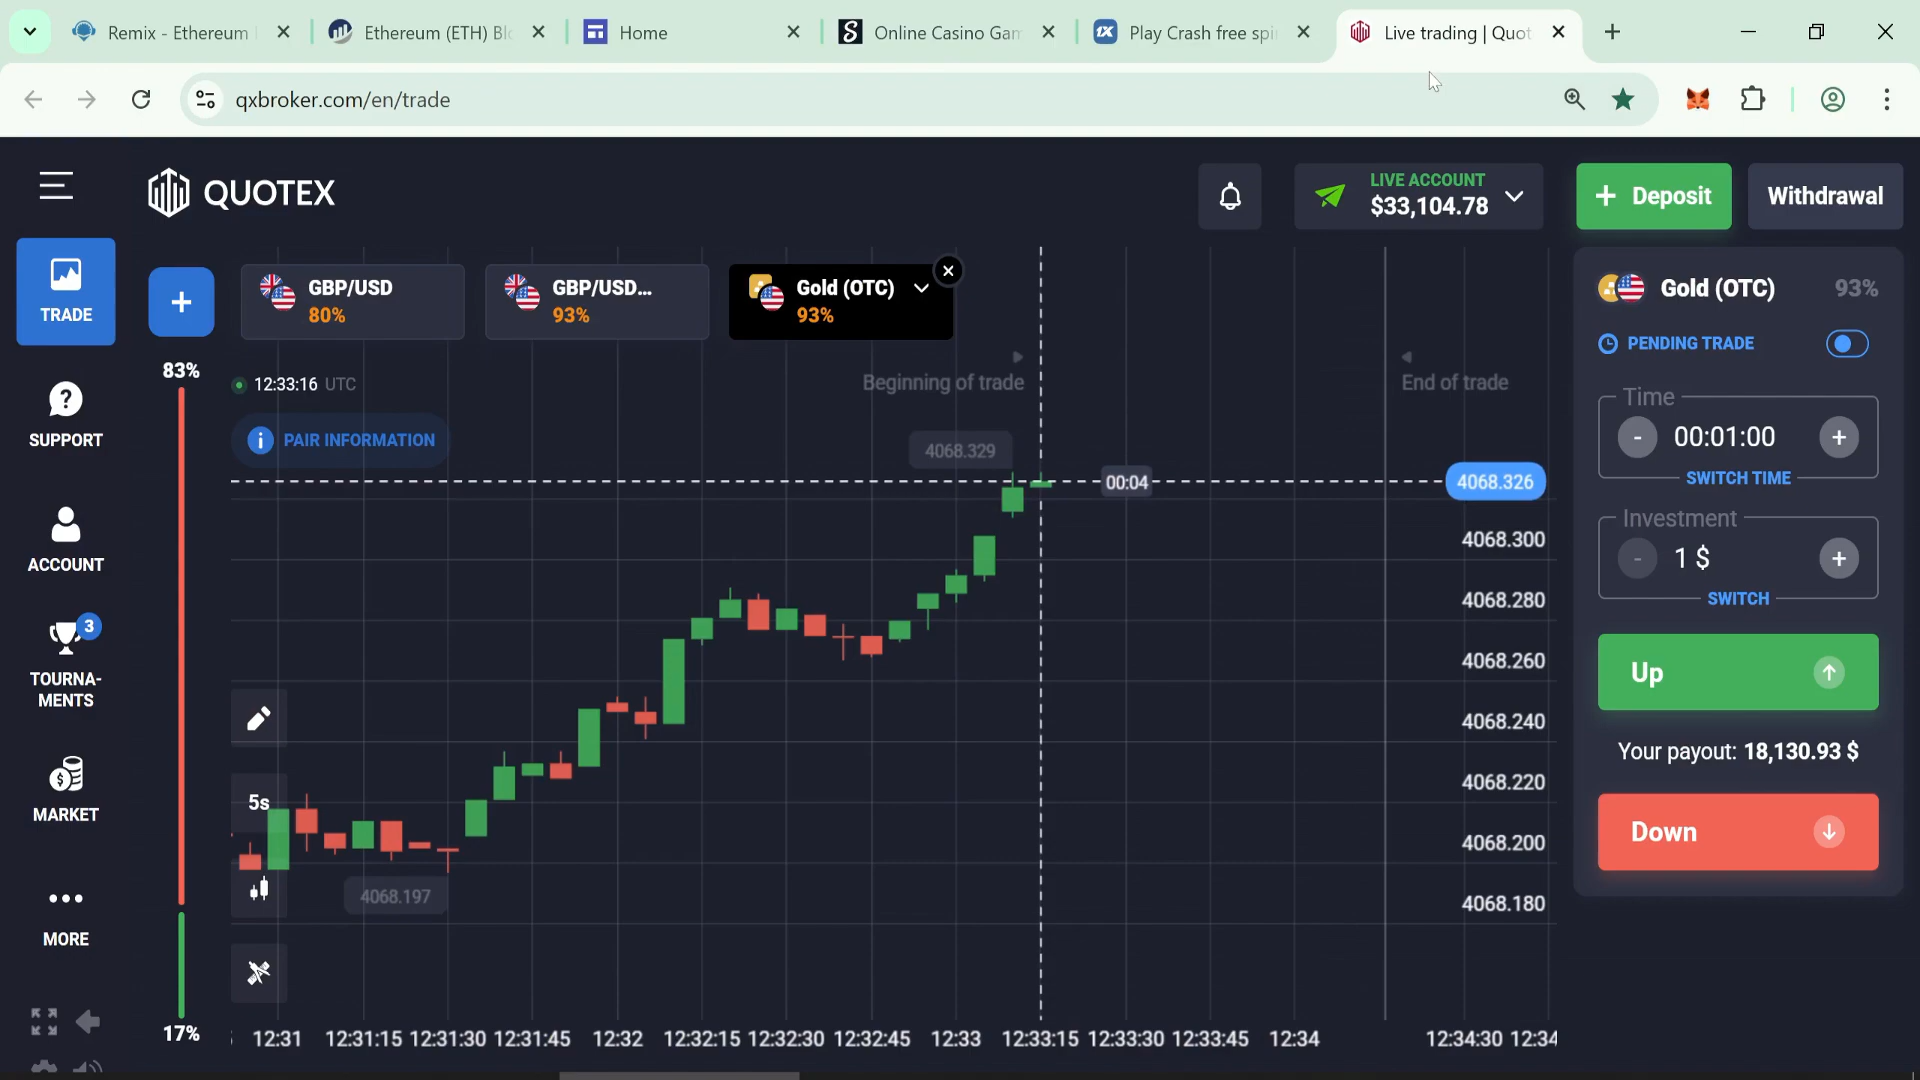 Remix - Ethereum
Ethereum (ETH) Blo
Home
Online Casino Gam
Play Crash free spi
Live trading | Quot
qxbroker.com/en/trade
QUOTEX
LIVE ACCOUNT
$33,104.78
+ Deposit
Withdrawal
TRADE
SUPPORT
ACCOUNT
3
TOURNA-
MENTS
MARKET
MORE
+
GBP/USD
80%
GBP/USD...
93%
Gold (OTC)
93%
83%
17%
12:33:16 UTC
PAIR INFORMATION
Beginning of trade
End of trade
4068.329
00:04
4068.326
4068.300
4068.280
4068.260
4068.240
4068.220
4068.200
4068.180
4068.197
5s
12:31
12:31:15
12:31:30
12:31:45
12:32
12:32:15
12:32:30
12:32:45
12:33
12:33:15
12:33:30
12:33:45
12:34
12:34:30
12:34
Gold (OTC)
93%
PENDING TRADE
Time
- 00:01:00 +
SWITCH TIME
Investment
- 1 $ +
SWITCH
Up
Your payout: 18,130.93 $
Down